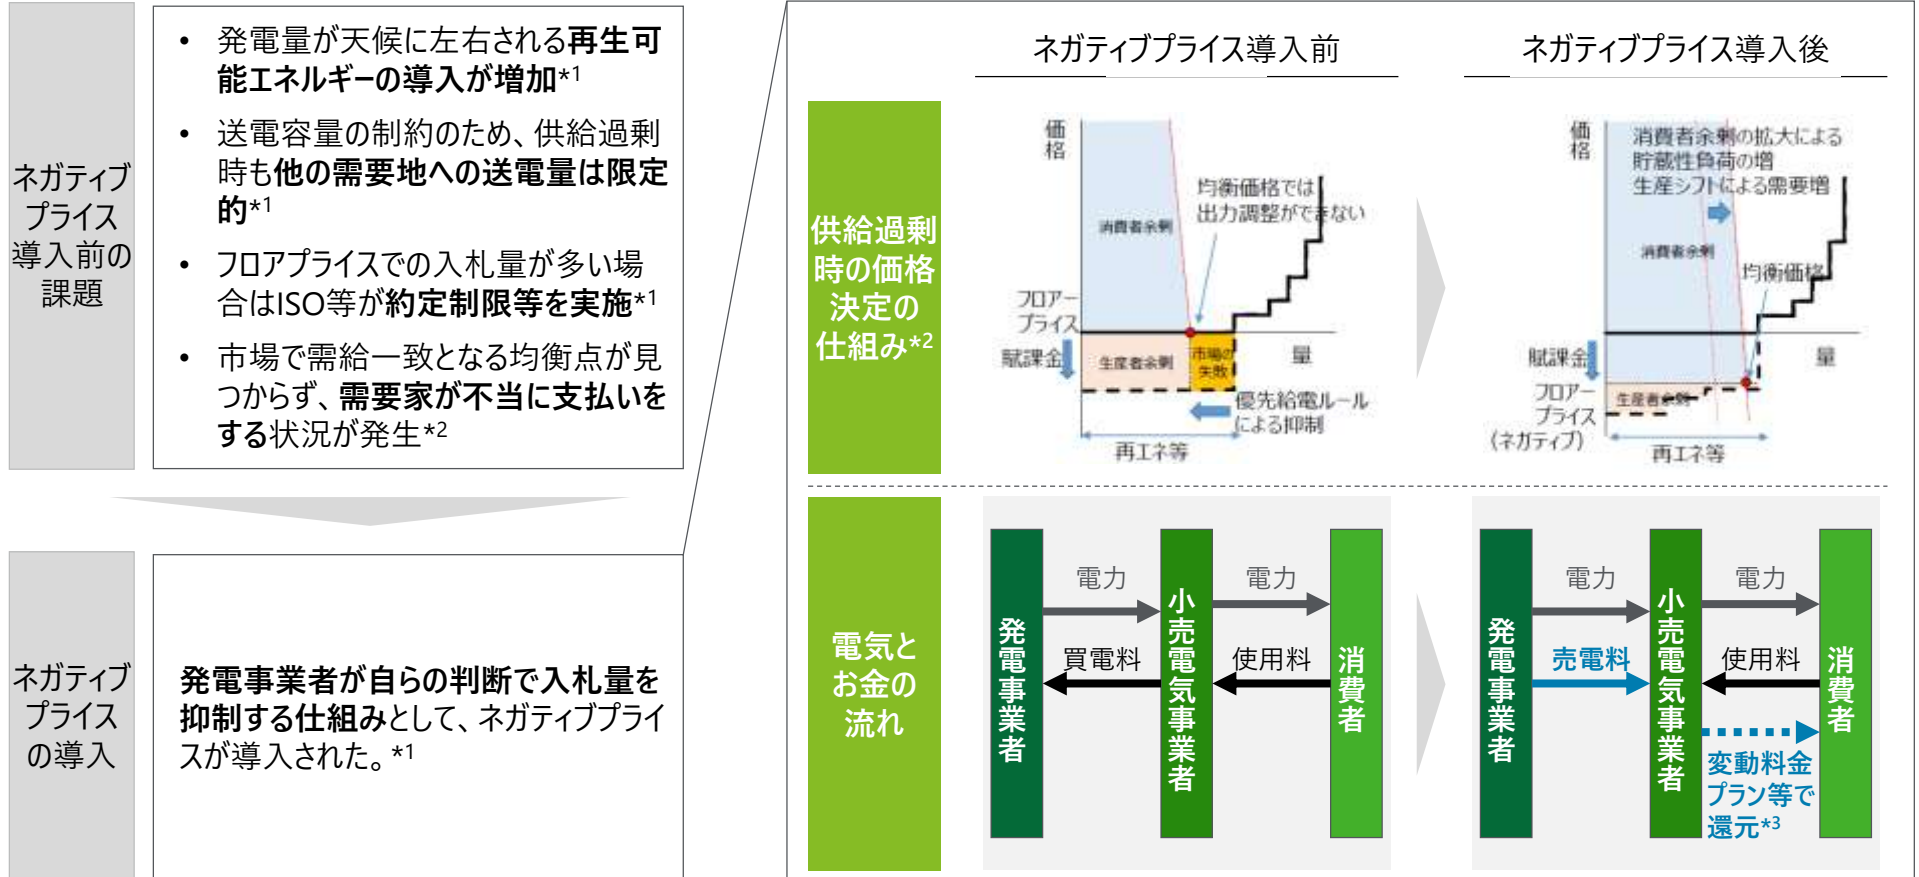 ネガティブ
プライス
導入前の
課題
• 発電量が天候に左右される再生可
能エネルギーの導入が増加*1
• 送電容量の制約のため、供給過剰
時も他の需要地への送電量は限定
的*1
• フロアプライスでの入札量が多い場
合はISO等が約定制限等を実施*1
• 市場で需給一致となる均衡点が見
つからず、需要家が不当に支払いを
する状況が発生*2
ネガティブ
プライス
の導入
発電事業者が自らの判断で入札量を
抑制する仕組みとして、ネガティブプライ
スが導入された。*1
ネガティブプライス導入前
ネガティブプライス導入後
供給過剰
時の価格
決定の
仕組み*2
価格
均衡価格では
出力調整ができない
消費者余剰
フロアー
プライス
賦課金
生産者余剰
市場の
失敗
量
優先給電ルール
による抑制
再エネ等
価格
消費者余剰の拡大による
貯蔵性負荷の増
生産シフトによる需要増
消費者余剰
均衡価格
賦課金
量
フロアー
プライス
(ネガティブ)
生産者余剰
再エネ等
電気と
お金の
流れ
発電事業者
電力
買電料
小売電気事業者
電力
使用料
消費者
発電事業者
電力
売電料
小売電気事業者
電力
使用料
変動料金
プラン等で
還元*3
消費者